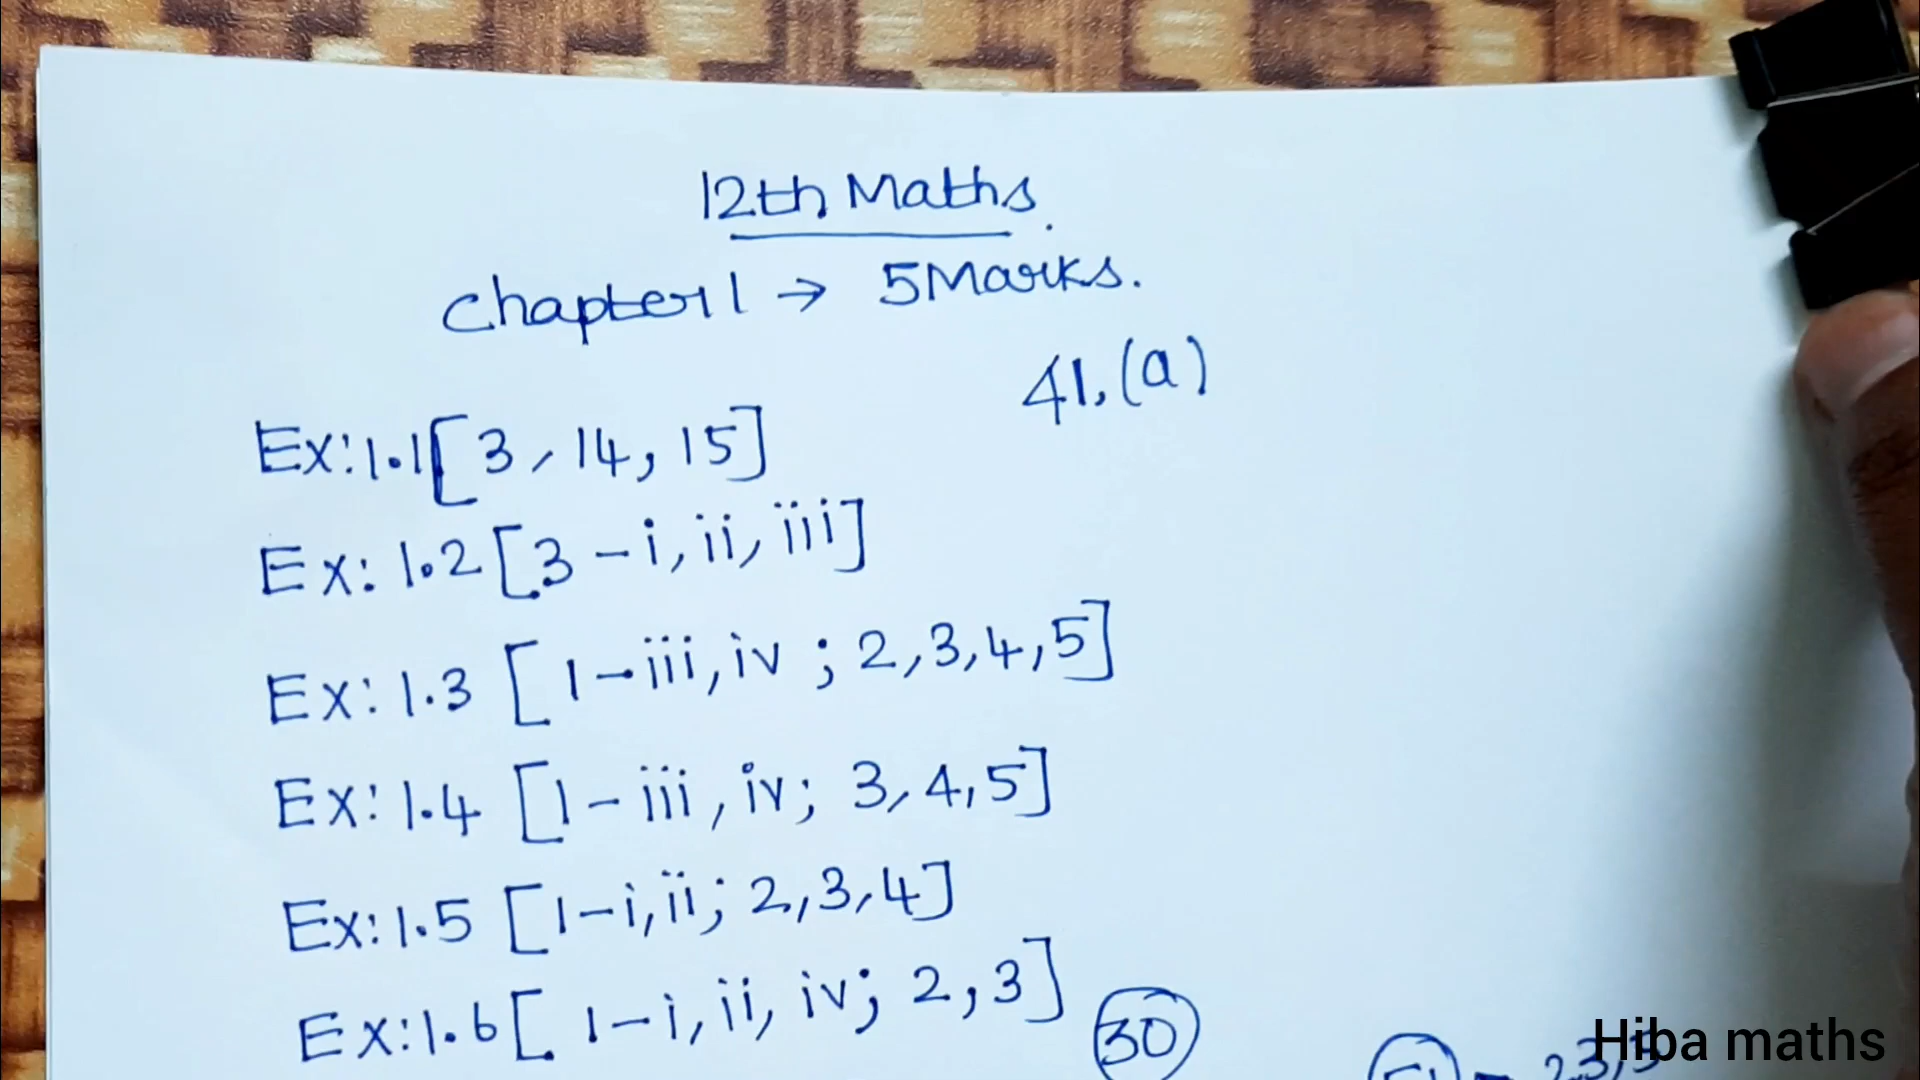 12th Maths.
Chapter 1 → 5 Marks.
41, (a)
Ex: 1.1 [3, 14, 15]
Ex: 1.2 [3 - i, ii, iii]
Ex: 1.3 [1 - iii, iv ; 2, 3, 4, 5]
Ex: 1.4 [1 - iii, iv; 3, 4, 5]
Ex: 1.5 [1 - i, ii; 2, 3, 4]
Ex: 1.6 [1 - i, ii, iv; 2, 3]
30
Hiba maths